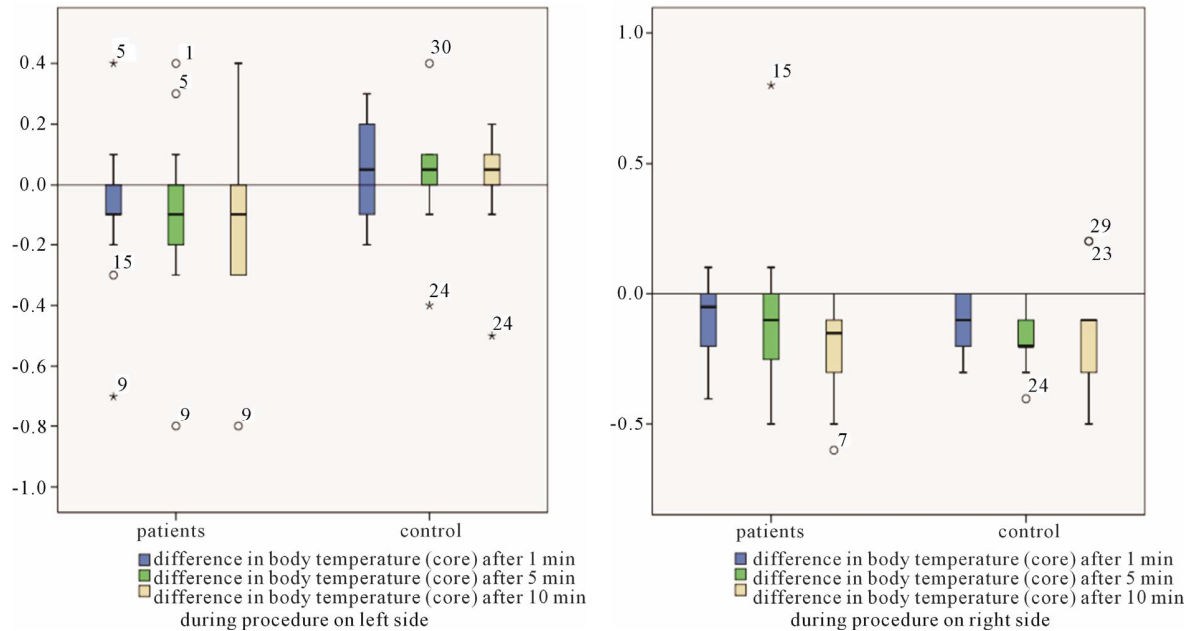 0.4
0.2
0.0
-0.2
-0.4
-0.6
-0.8
-1.0
5
1
5
15
9
9
9
30
24
24
patients
control
difference in body temperature (core) after 1 min
difference in body temperature (core) after 5 min
difference in body temperature (core) after 10 min
during procedure on left side
1.0
0.5
0.0
-0.5
15
7
29
23
24
patients
control
difference in body temperature (core) after 1 min
difference in body temperature (core) after 5 min
difference in body temperature (core) after 10 min
during procedure on right side